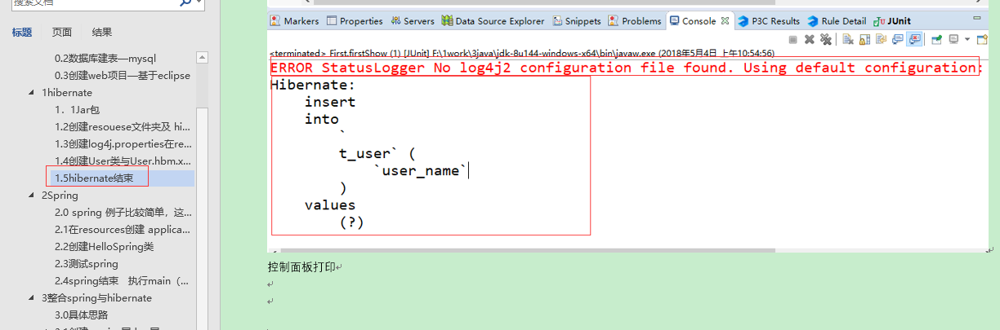 搜索文档
标题 页面 结果
0.2数据库建表—mysql
0.3创建web项目—基于eclipse
1hibernate
1．1Jar包
1.2创建resouese文件夹及 hi...
1.3创建log4j.properties在re...
1.4创建User类与User.hbm.x...
1.5hibernate结束
2Spring
2.0 spring 例子比较简单，这...
2.1在resources创建 applica...
2.2创建HelloSpring类
2.3测试spring
2.4spring结束 执行main（...
3整合spring与hibernate
3.0具体思路
Markers Properties Servers Data Source Explorer Snippets Problems Console P3C Results Rule Detail JUnit
<terminated> First.firstShow (1) [JUnit] F:\1work\3java\jdk-8u144-windows-x64\bin\javaw.exe (2018年5月4日 上午10:54:56)
ERROR StatusLogger No log4j2 configuration file found. Using default configuration:
Hibernate:
insert
into
`
t_user` (
`user_name`
)
values
(?)
控制面板打印